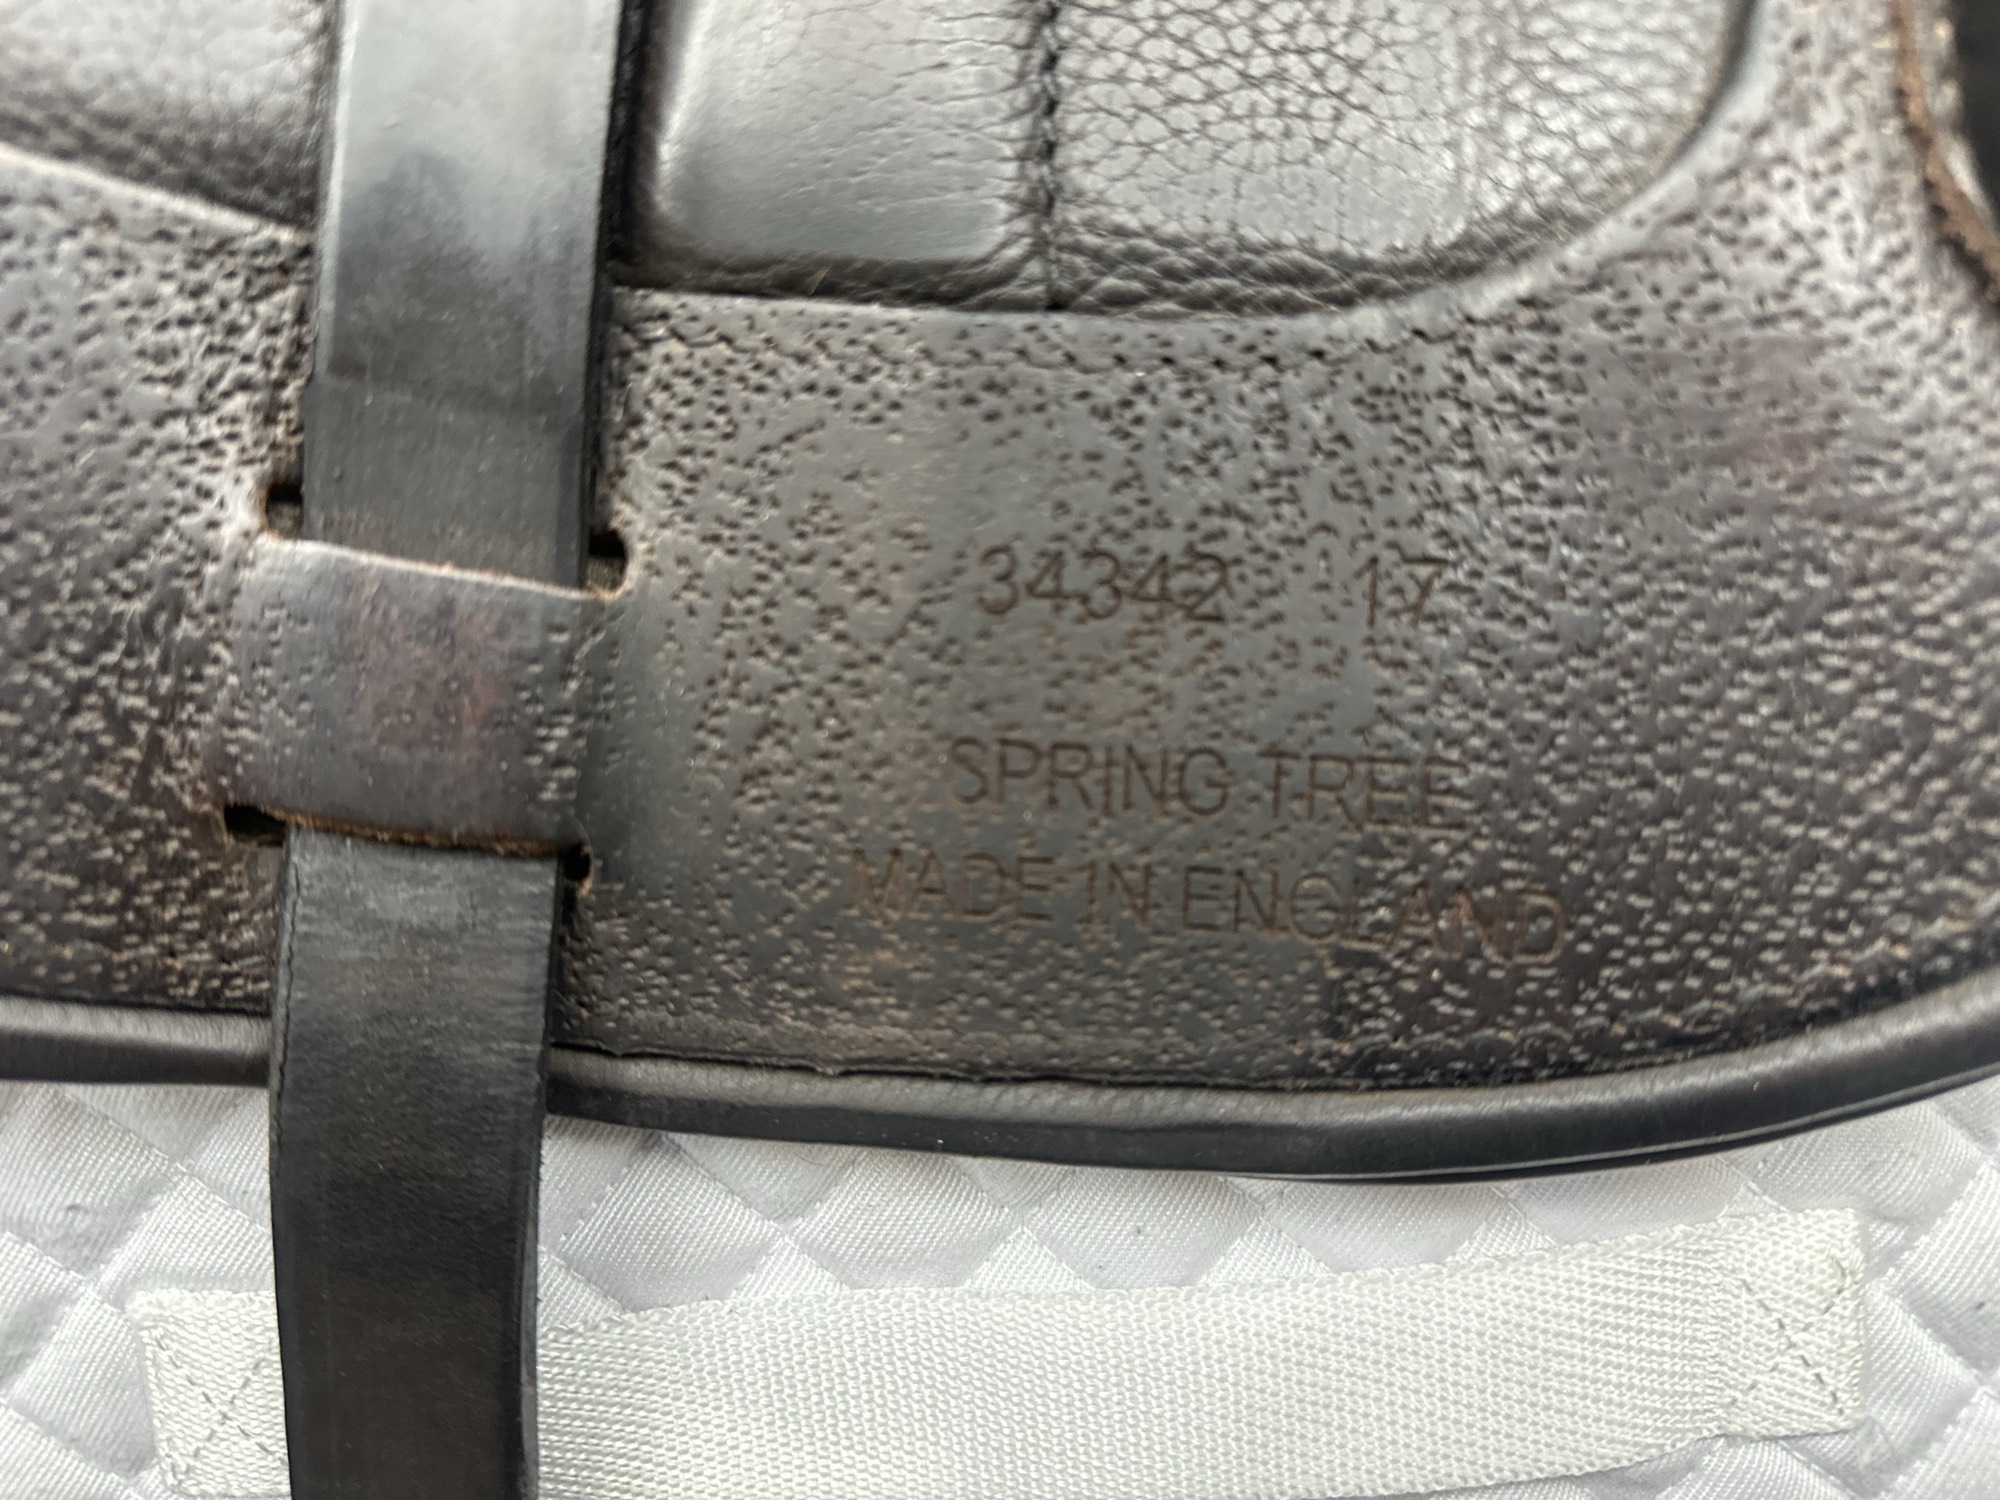 34342 17
SPRING TREE
MADE IN ENGLAND